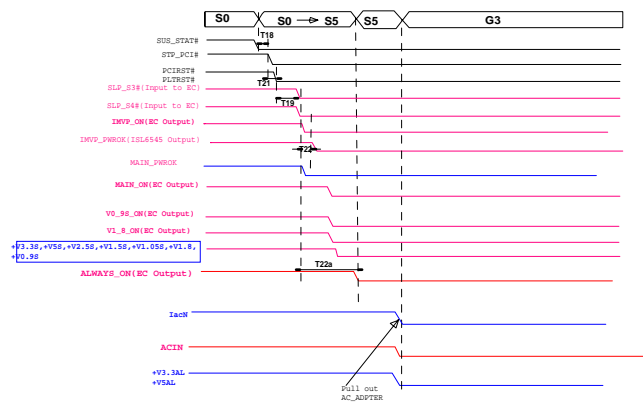 S0
S0 → S5
S5
G3
T18
SUS_STAT#
STP_PCI#
PCIRST#
PLTRST#
T21
SLP_S3#(Input to EC)
T19
SLP_S4#(Input to EC)
IMVP_ON(EC Output)
IMVP_PWROK(ISL6545 Output)
T22
MAIN_PWROK
MAIN_ON(EC Output)
V0_9S_ON(EC Output)
V1_8_ON(EC Output)
+V3.3S,+V5S,+V2.5S,+V1.5S,+V1.05S,+V1.8,
+V0.9S
T22a
ALWAYS_ON(EC Output)
IacN
ACIN
+V3.3AL
+V5AL
Pull out
AC_ADPTER